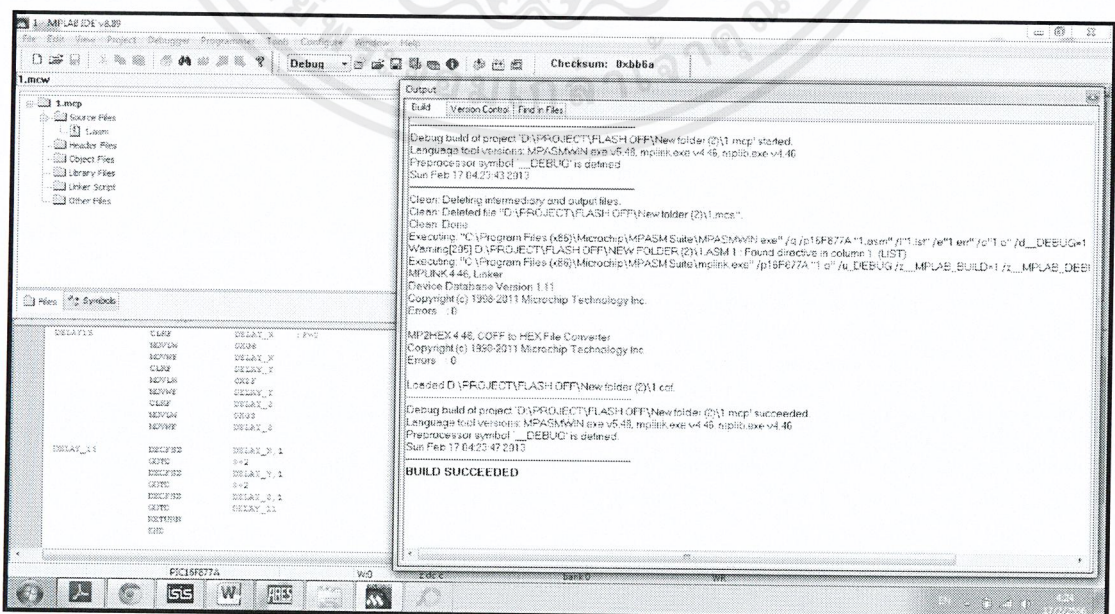 1 - MPLAB IDE v8.89
File Edit View Project Debugger Programmer Tools Configure Window Help
Debug
Checksum: 0xbb6a
1.mcw
1.mcp
Source Files
1.asm
Header Files
Object Files
Library Files
Linker Script
Other Files
Files Symbols
Output
Build Version Control Find in Files
Debug build of project `D:\PROJECT\FLASH OFF\New folder (2)\1.mcp' started.
Language tool versions: MPASMWIN.exe v5.48, mplink.exe v4.46, mplib.exe v4.46
Preprocessor symbol `__DEBUG' is defined.
Sun Feb 17 04:23:43 2013
Clean: Deleting intermediary and output files.
Clean: Deleted file "D:\PROJECT\FLASH OFF\New folder (2)\1.mcs".
Clean: Done.
Executing: "C:\Program Files (x86)\Microchip\MPASM Suite\MPASMWIN.exe" /q /p16F877A "1.asm" /l"1.lst" /e"1.err" /o"1.o" /d__DEBUG=1
Warning[205] D:\PROJECT\FLASH OFF\NEW FOLDER (2)\1.ASM 1 : Found directive in column 1. (LIST)
Executing: "C:\Program Files (x86)\Microchip\MPASM Suite\mplink.exe" /p16F877A "1.o" /u_DEBUG /z__MPLAB_BUILD=1 /z__MPLAB_DEB
MPLINK 4.46, Linker
Device Database Version 1.11
Copyright (c) 1998-2011 Microchip Technology Inc.
Errors : 0
MP2HEX 4.46, COFF to HEX File Converter
Copyright (c) 1998-2011 Microchip Technology Inc.
Errors : 0
Loaded D:\PROJECT\FLASH OFF\New folder (2)\1.cof.
Debug build of project `D:\PROJECT\FLASH OFF\New folder (2)\1.mcp' succeeded.
Language tool versions: MPASMWIN.exe v5.48, mplink.exe v4.46, mplib.exe v4.46
Preprocessor symbol `__DEBUG' is defined.
Sun Feb 17 04:23:47 2013
BUILD SUCCEEDED
CLRF DELAY_X
MOVLW
MOVWF DELAY_X
CLRF DELAY_Y
MOVLW
MOVWF DELAY_Y
CLRF DELAY_Z
MOVLW
MOVWF DELAY_Z
DELAY_11 DECFSZ DELAY_X,1
GOTO $-2
DECFSZ DELAY_Y,1
GOTO $-2
DECFSZ DELAY_Z,1
GOTO DELAY_11
RETURN
END
PIC16F877A W:0 z dc c bank 0 WR
isis W ARES EN 4:24
17/2/2556